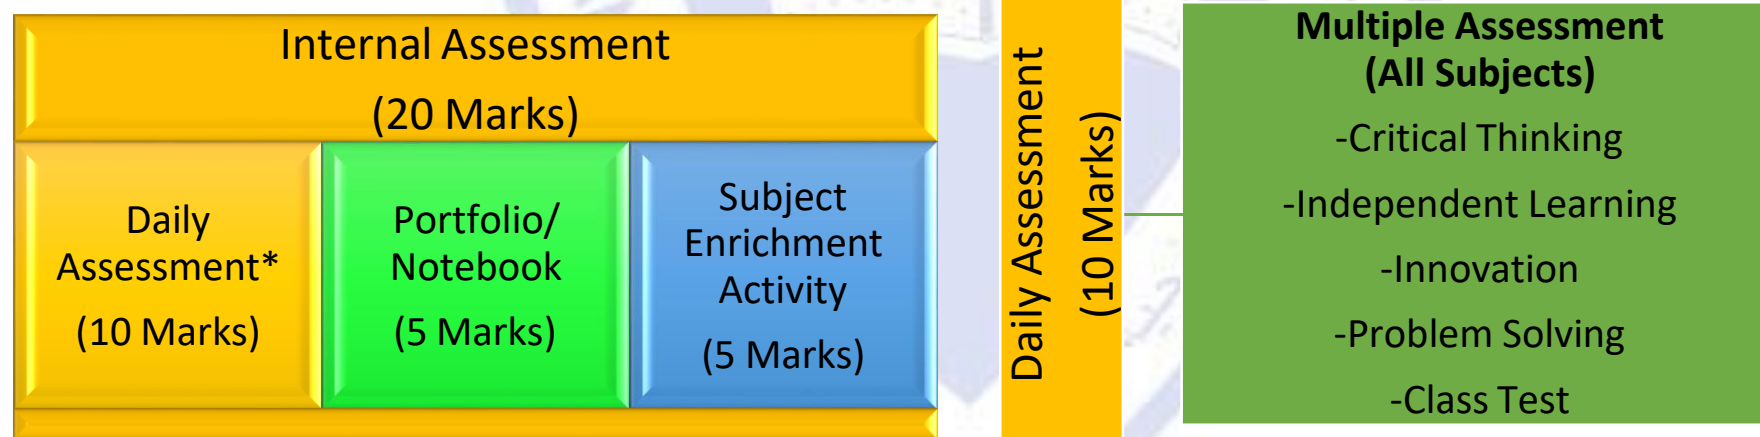 Internal Assessment
(20 Marks)
Daily
Assessment*
(10 Marks)
Portfolio/
Notebook
(5 Marks)
Subject
Enrichment
Activity
(5 Marks)
Daily Assessment
(10 Marks)
Multiple Assessment
(All Subjects)
-Critical Thinking
-Independent Learning
-Innovation
-Problem Solving
-Class Test